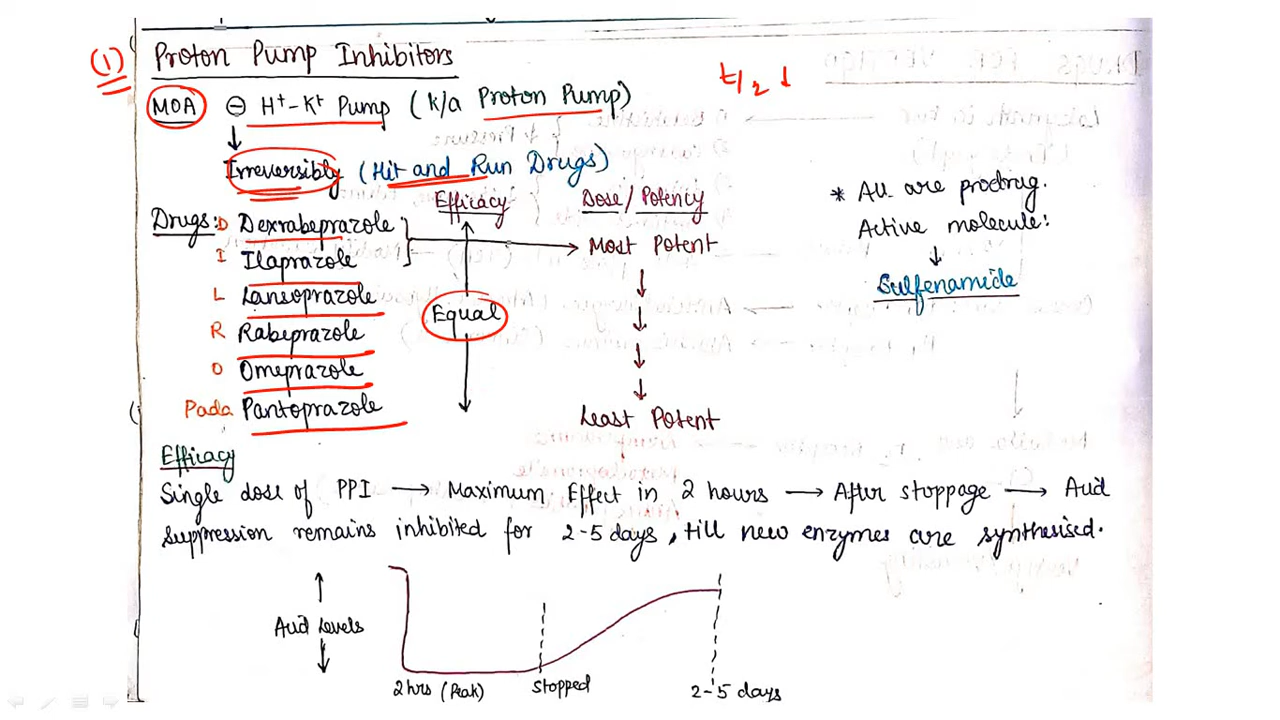 (1) Proton Pump Inhibitors
t/2 ↓
MOA ⊖ H⁺-K⁺ Pump (k/a Proton Pump)
↓
Irreversibly (Hit and Run Drugs)
* All are prodrug.
Active molecule:
↓
Sulfenamide
Efficacy Dose/Potency
Drugs: D Dexrabeprazole
I Ilaprazole
→ Most Potent
L Lansoprazole
Equal
R Rabeprazole
O Omeprazole
Pada Pantoprazole
Least Potent
Efficacy
Single dose of PPI → Maximum Effect in 2 hours → After stoppage → Acid
suppression remains inhibited for 2-5 days, till new enzymes are synthesised.
Acid Levels
2 hrs (Peak) stopped 2-5 days